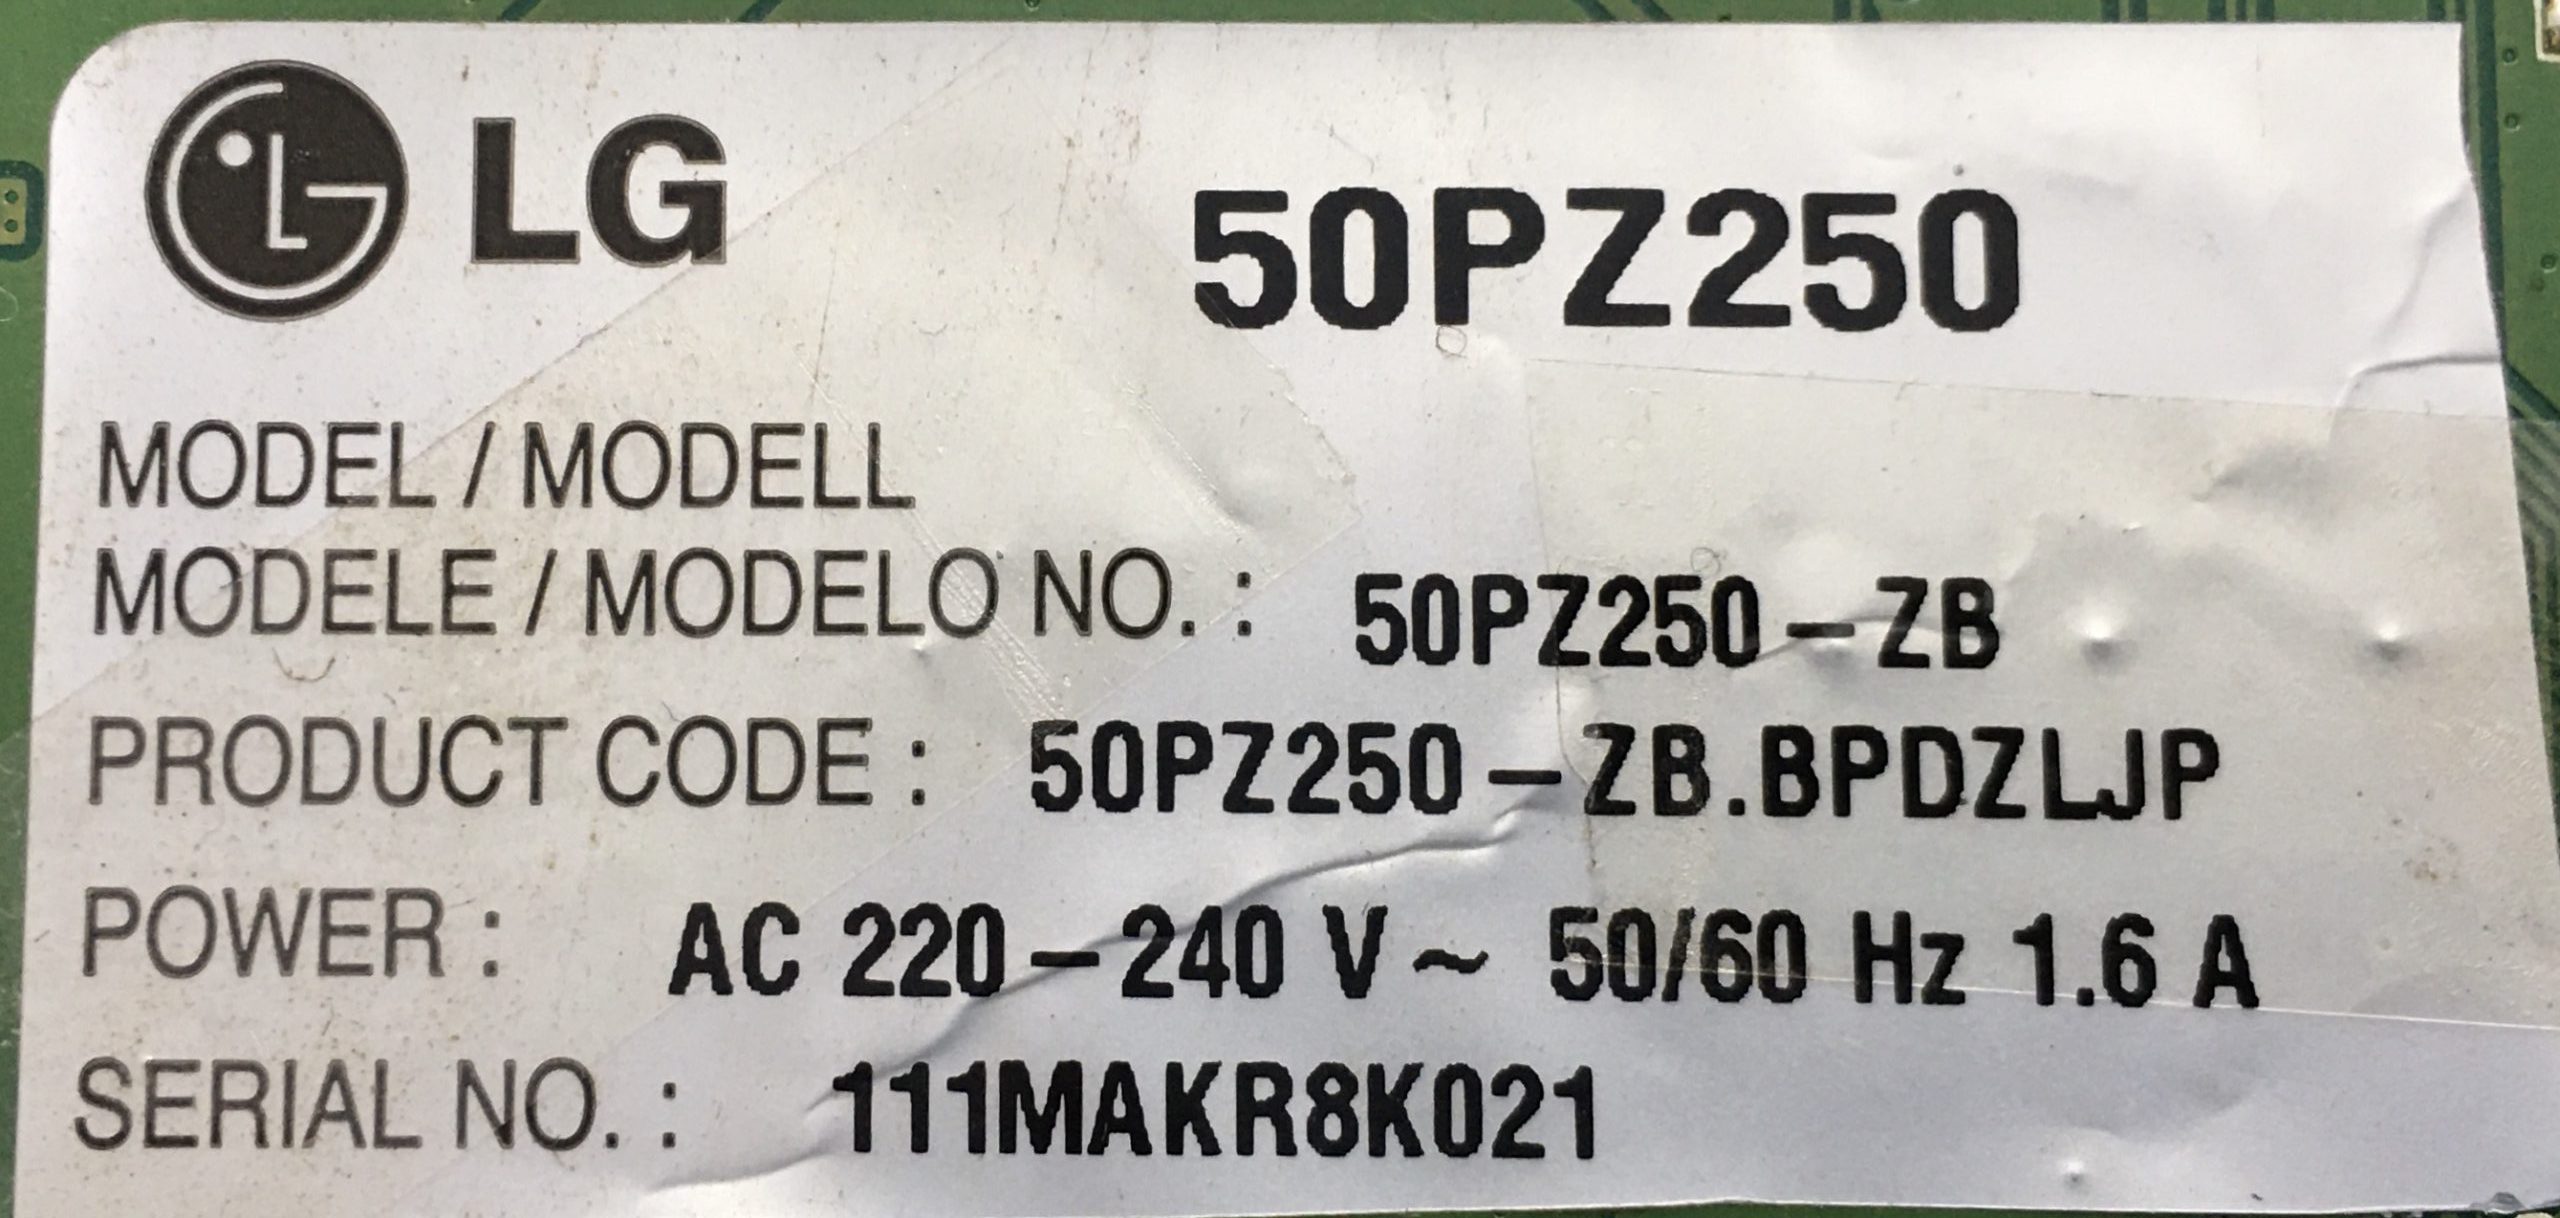 LG 50PZ250
MODEL / MODELL
MODELE / MODELO NO. : 50PZ250-ZB
PRODUCT CODE : 50PZ250-ZB.BPDZLJP
POWER : AC 220-240 V~ 50/60 Hz 1.6 A
SERIAL NO. : 111MAKR8K021